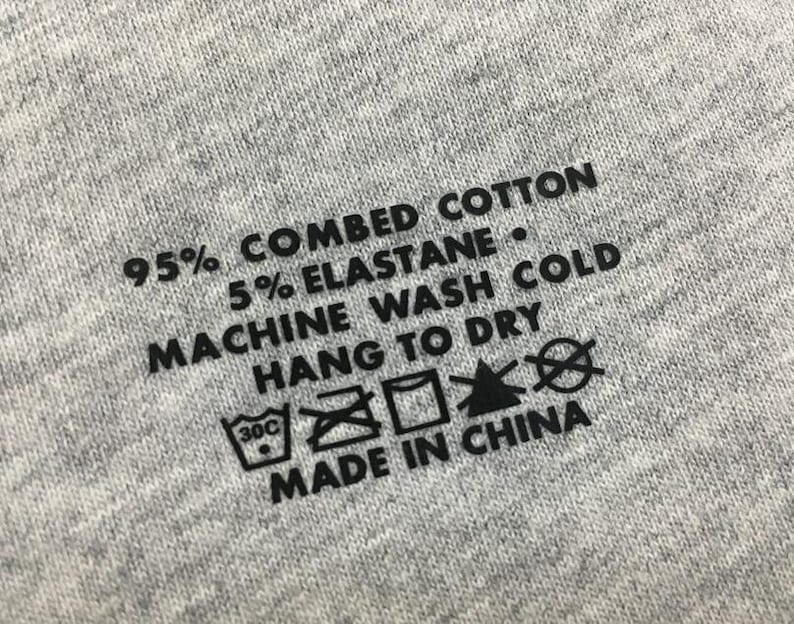 95% COMBED COTTON
5% ELASTANE •
MACHINE WASH COLD
HANG TO DRY
30C
MADE IN CHINA